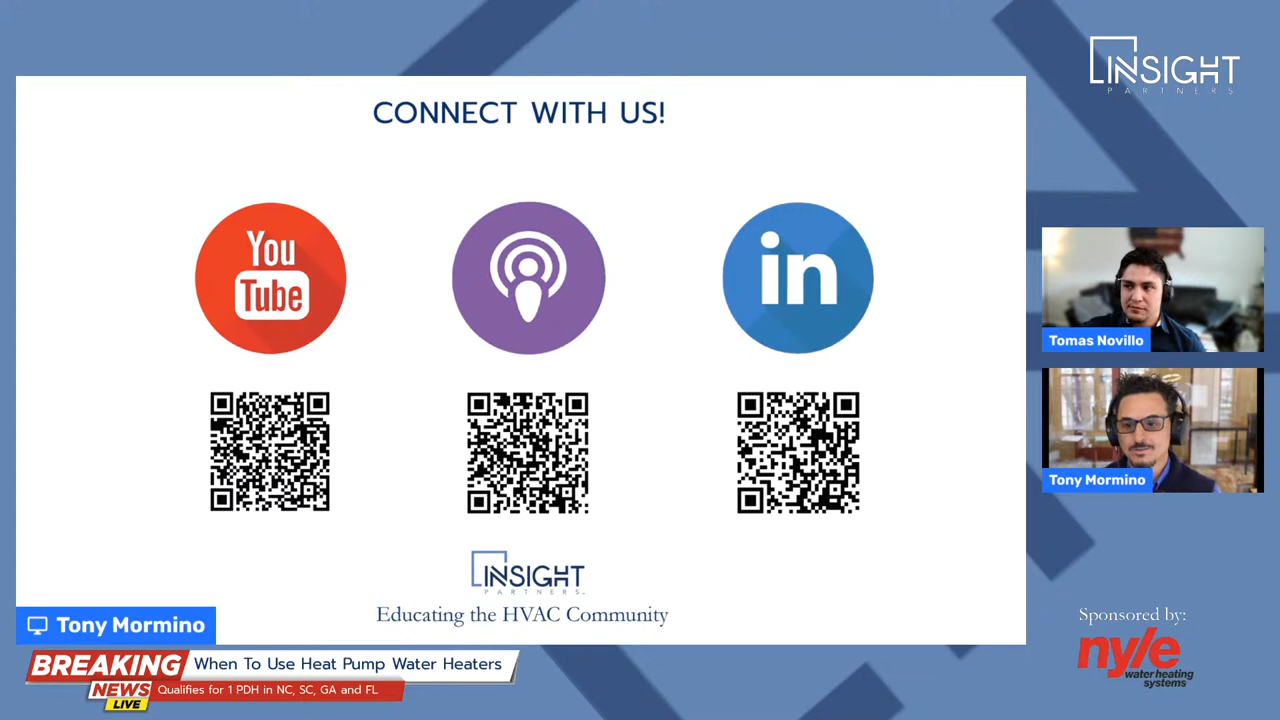 INSIGHT
PARTNERS
CONNECT WITH US!
You
Tube
in
INSIGHT
PARTNERS
Educating the HVAC Community
Tomas Novillo
Tony Mormino
Tony Mormino
Sponsored by:
nyle
water heating
systems
BREAKING
NEWS
LIVE
When To Use Heat Pump Water Heaters
Qualifies for 1 PDH in NC, SC, GA and FL